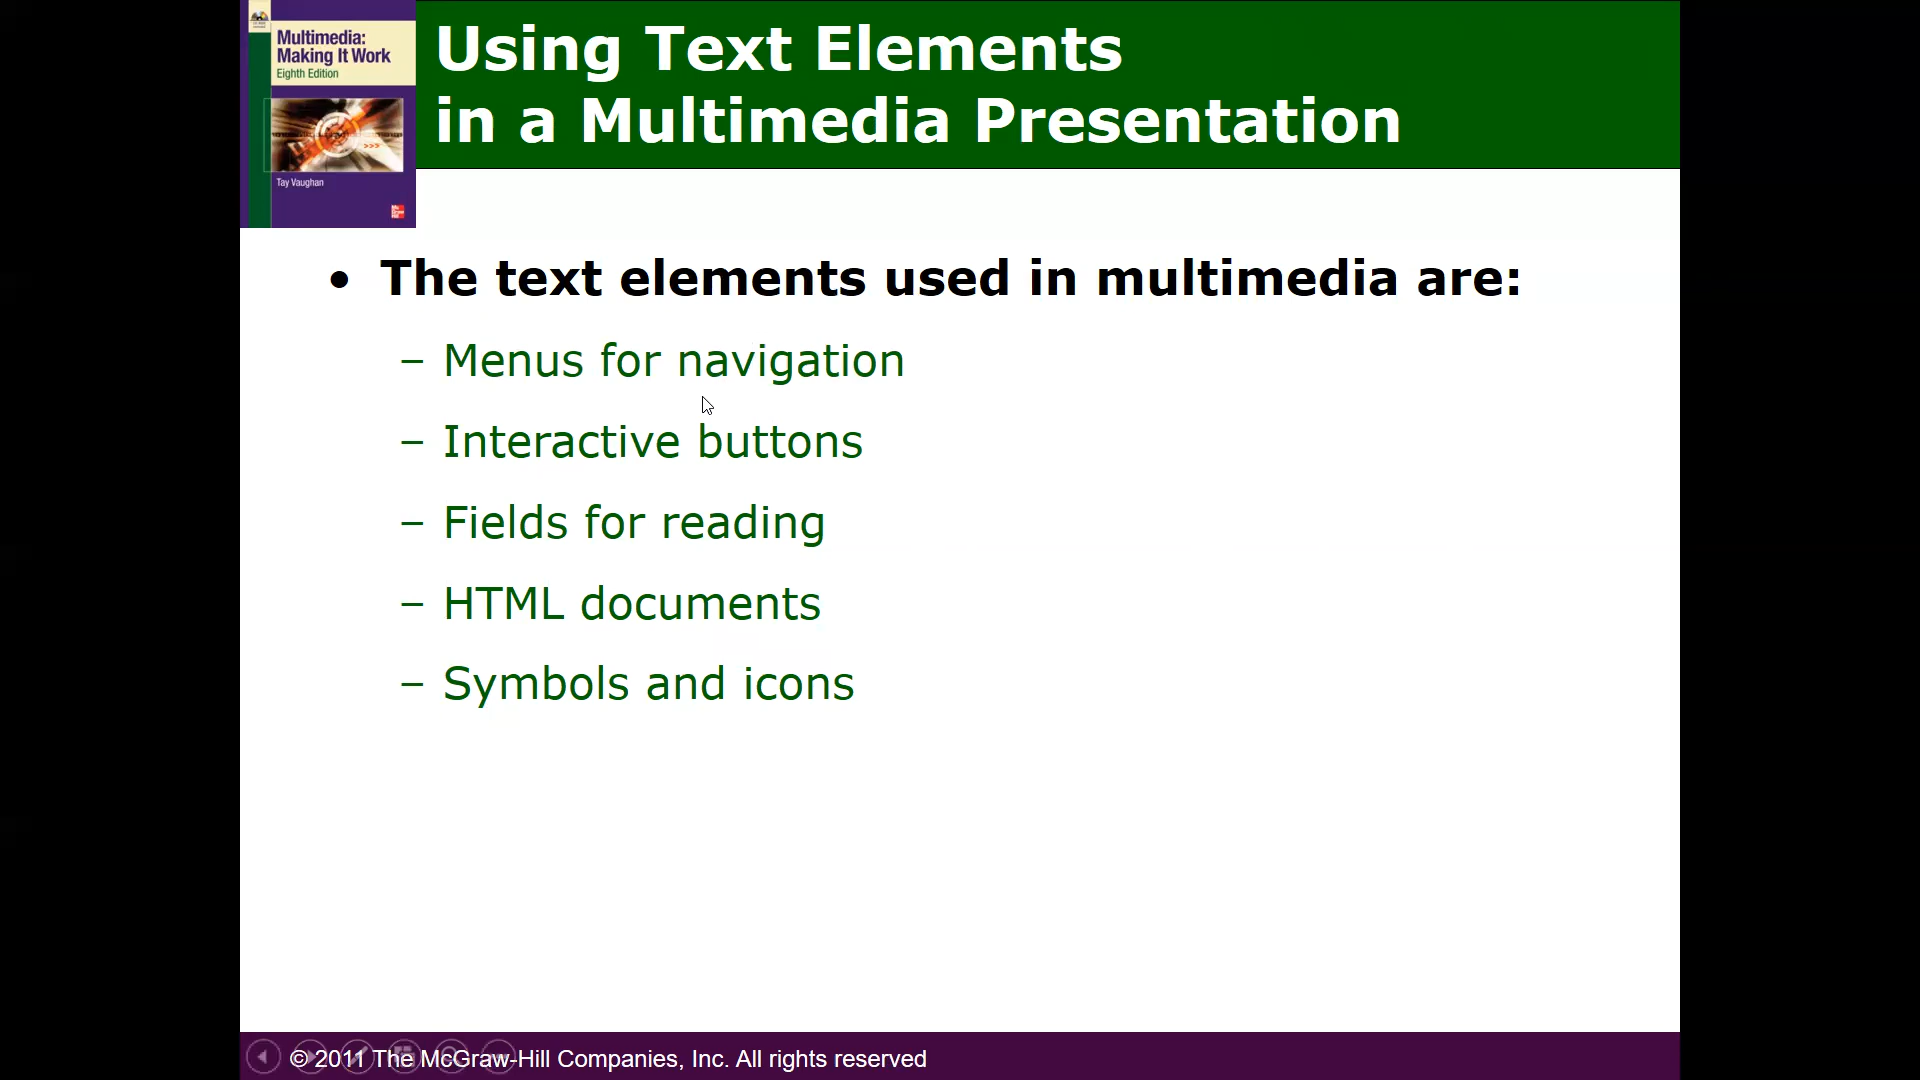 Multimedia:
Making It Work
Eighth Edition
Tay Vaughan
Using Text Elements
in a Multimedia Presentation
• The text elements used in multimedia are:
– Menus for navigation
– Interactive buttons
– Fields for reading
– HTML documents
– Symbols and icons
© 2011 The McGraw-Hill Companies, Inc. All rights reserved